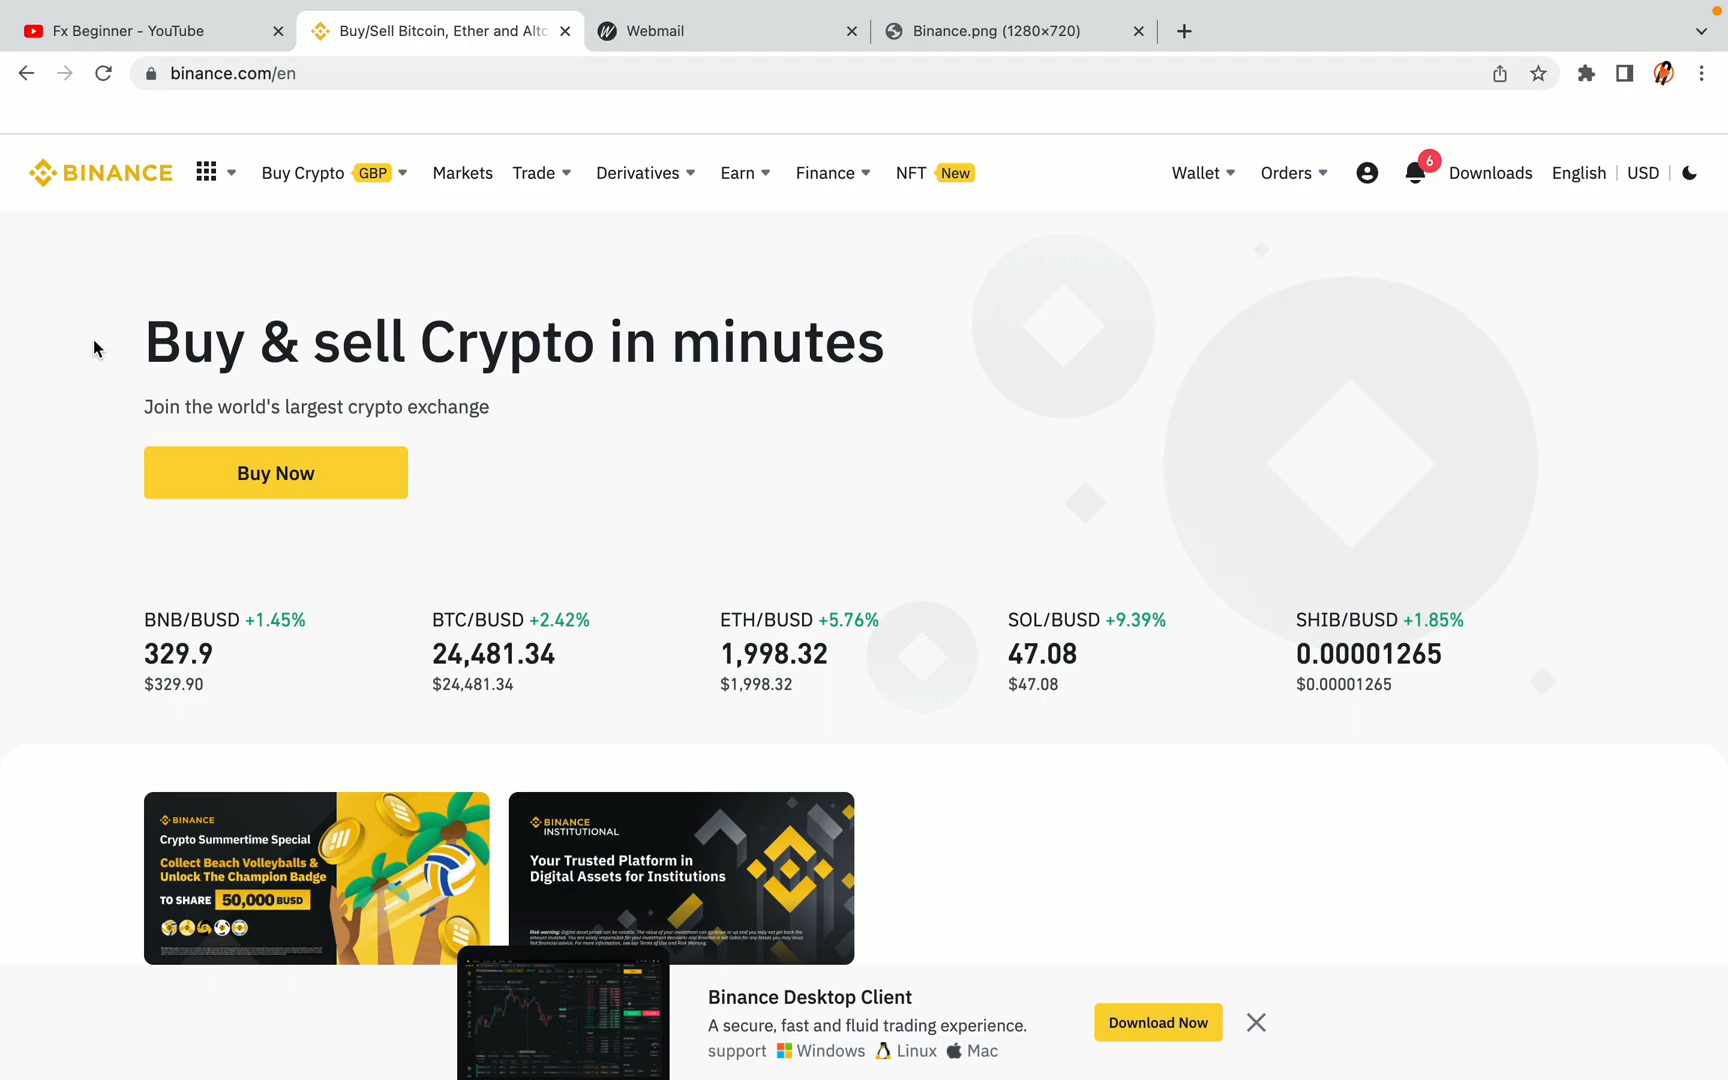 Fx Beginner - YouTube
Buy/Sell Bitcoin, Ether and Altc
Webmail
Binance.png (1280×720)
binance.com/en
BINANCE
Buy Crypto GBP
Markets
Trade
Derivatives
Earn
Finance
NFT New
Wallet
Orders
6
Downloads
English
USD
Buy & sell Crypto in minutes
Join the world's largest crypto exchange
Buy Now
BNB/BUSD +1.45%
329.9
$329.90
BTC/BUSD +2.42%
24,481.34
$24,481.34
ETH/BUSD +5.76%
1,998.32
$1,998.32
SOL/BUSD +9.39%
47.08
$47.08
SHIB/BUSD +1.85%
0.00001265
$0.00001265
BINANCE
Crypto Summertime Special
Collect Beach Volleyballs &
Unlock The Champion Badge
TO SHARE 50,000 BUSD
BINANCE
INSTITUTIONAL
Your Trusted Platform in
Digital Assets for Institutions
Binance Desktop Client
A secure, fast and fluid trading experience.
support Windows Linux Mac
Download Now